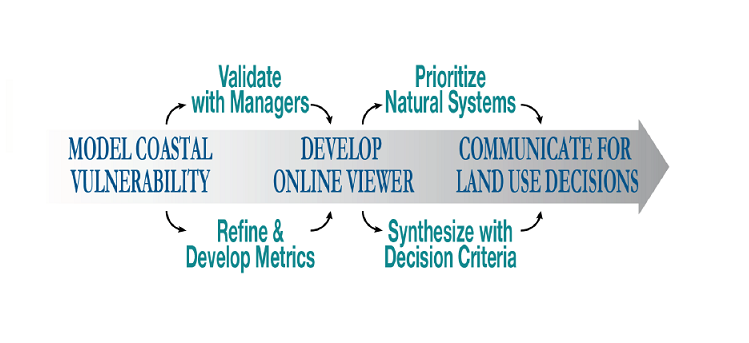 Validate
with Managers
Prioritize
Natural Systems
MODEL COASTAL
VULNERABILITY
DEVELOP
ONLINE VIEWER
COMMUNICATE FOR
LAND USE DECISIONS
Refine &
Develop Metrics
Synthesize with
Decision Criteria